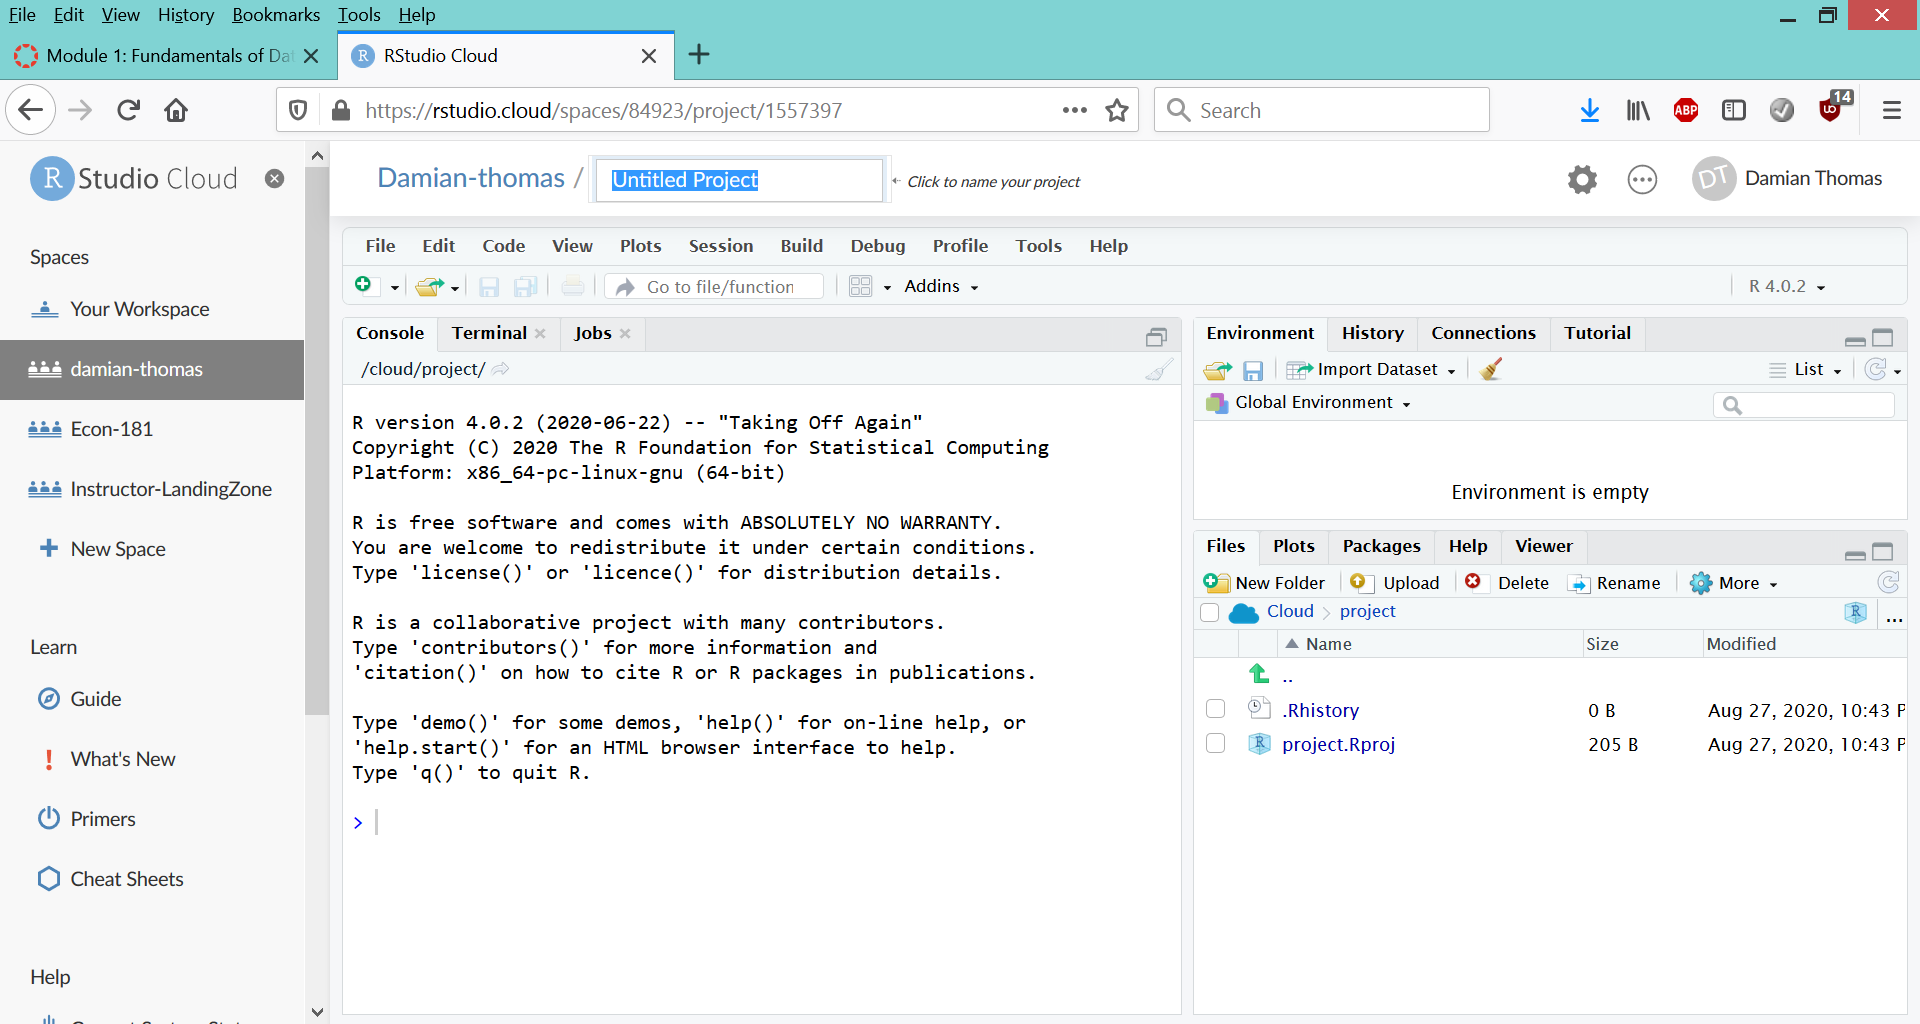 File Edit View History Bookmarks Tools Help
Module 1: Fundamentals of Dat
RStudio Cloud
https://rstudio.cloud/spaces/84923/project/1557397
Search
ABP
14
R Studio Cloud
Damian-thomas / Untitled Project
Click to name your project
DT Damian Thomas
Spaces
Your Workspace
damian-thomas
Econ-181
Instructor-LandingZone
New Space
Learn
Guide
What's New
Primers
Cheat Sheets
Help
File Edit Code View Plots Session Build Debug Profile Tools Help
Go to file/function Addins R 4.0.2
Console Terminal Jobs
/cloud/project/
R version 4.0.2 (2020-06-22) -- "Taking Off Again"
Copyright (C) 2020 The R Foundation for Statistical Computing
Platform: x86_64-pc-linux-gnu (64-bit)
R is free software and comes with ABSOLUTELY NO WARRANTY.
You are welcome to redistribute it under certain conditions.
Type 'license()' or 'licence()' for distribution details.
R is a collaborative project with many contributors.
Type 'contributors()' for more information and
'citation()' on how to cite R or R packages in publications.
Type 'demo()' for some demos, 'help()' for on-line help, or
'help.start()' for an HTML browser interface to help.
Type 'q()' to quit R.
>
Environment History Connections Tutorial
Import Dataset List
Global Environment
Environment is empty
Files Plots Packages Help Viewer
New Folder Upload Delete Rename More
Cloud project ...
Name Size Modified
..
.Rhistory 0 B Aug 27, 2020, 10:43 P
project.Rproj 205 B Aug 27, 2020, 10:43 P